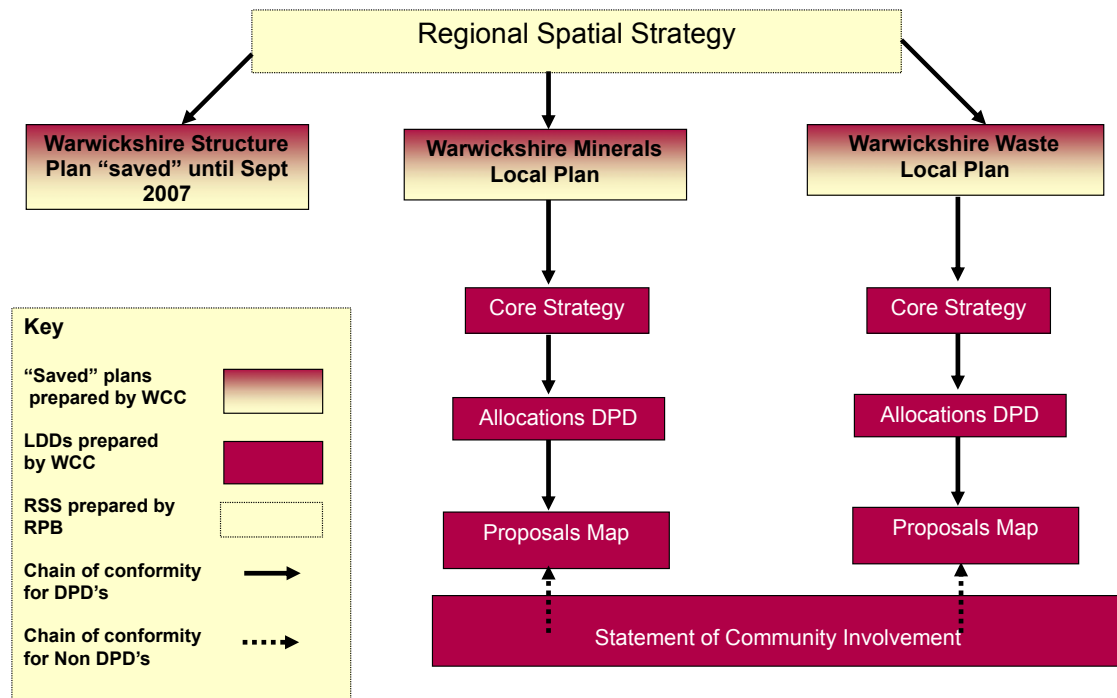 Regional Spatial Strategy
Warwickshire Structure
Plan “saved” until Sept
2007
Warwickshire Minerals
Local Plan
Warwickshire Waste
Local Plan
Core Strategy
Core Strategy
Allocations DPD
Allocations DPD
Proposals Map
Proposals Map
Statement of Community Involvement
Key
“Saved” plans
prepared by WCC
LDDs prepared
by WCC
RSS prepared by
RPB
Chain of conformity
for DPD’s
Chain of conformity
for Non DPD’s